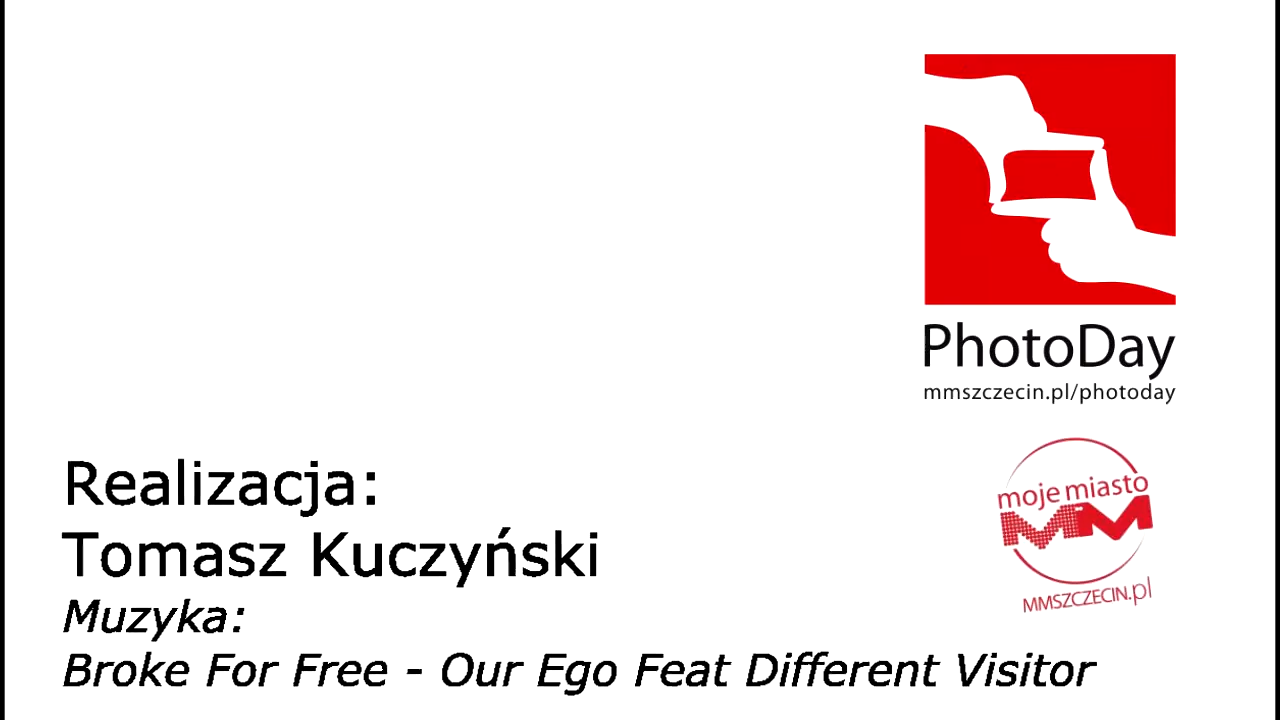 PhotoDay
mmszczecin.pl/photoday
moje miasto
MM
MMSZCZECIN.pl
Realizacja:
Tomasz Kuczyński
Muzyka:
Broke For Free - Our Ego Feat Different Visitor